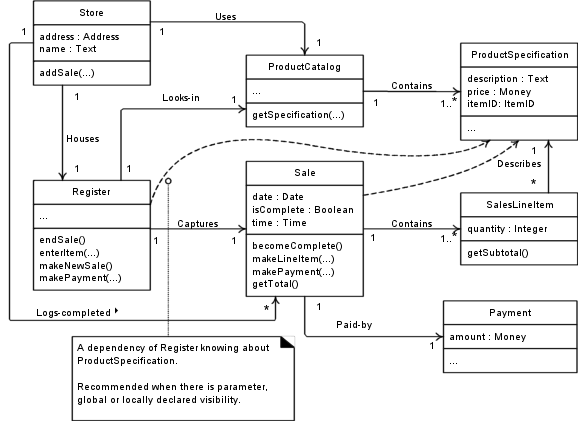 Store
address : Address
name : Text
addSale(...)
1
1
Uses
1
ProductCatalog
...
getSpecification(...)
Contains
1
1..*
ProductSpecification
description : Text
price : Money
itemID: ItemID
...
1
Houses
1
Looks-in
1
1
Register
...
endSale()
enterItem(...)
makeNewSale()
makePayment(...)
Captures
1
1
Sale
date : Date
isComplete : Boolean
time : Time
becomeComplete()
makeLineItem(...)
makePayment(...)
getTotal()
Contains
1
1..*
1
Describes
*
SalesLineItem
quantity : Integer
getSubtotal()
Logs-completed
*
1
Paid-by
1
Payment
amount : Money
...
A dependency of Register knowing about
ProductSpecification.
Recommended when there is parameter,
global or locally declared visibility.